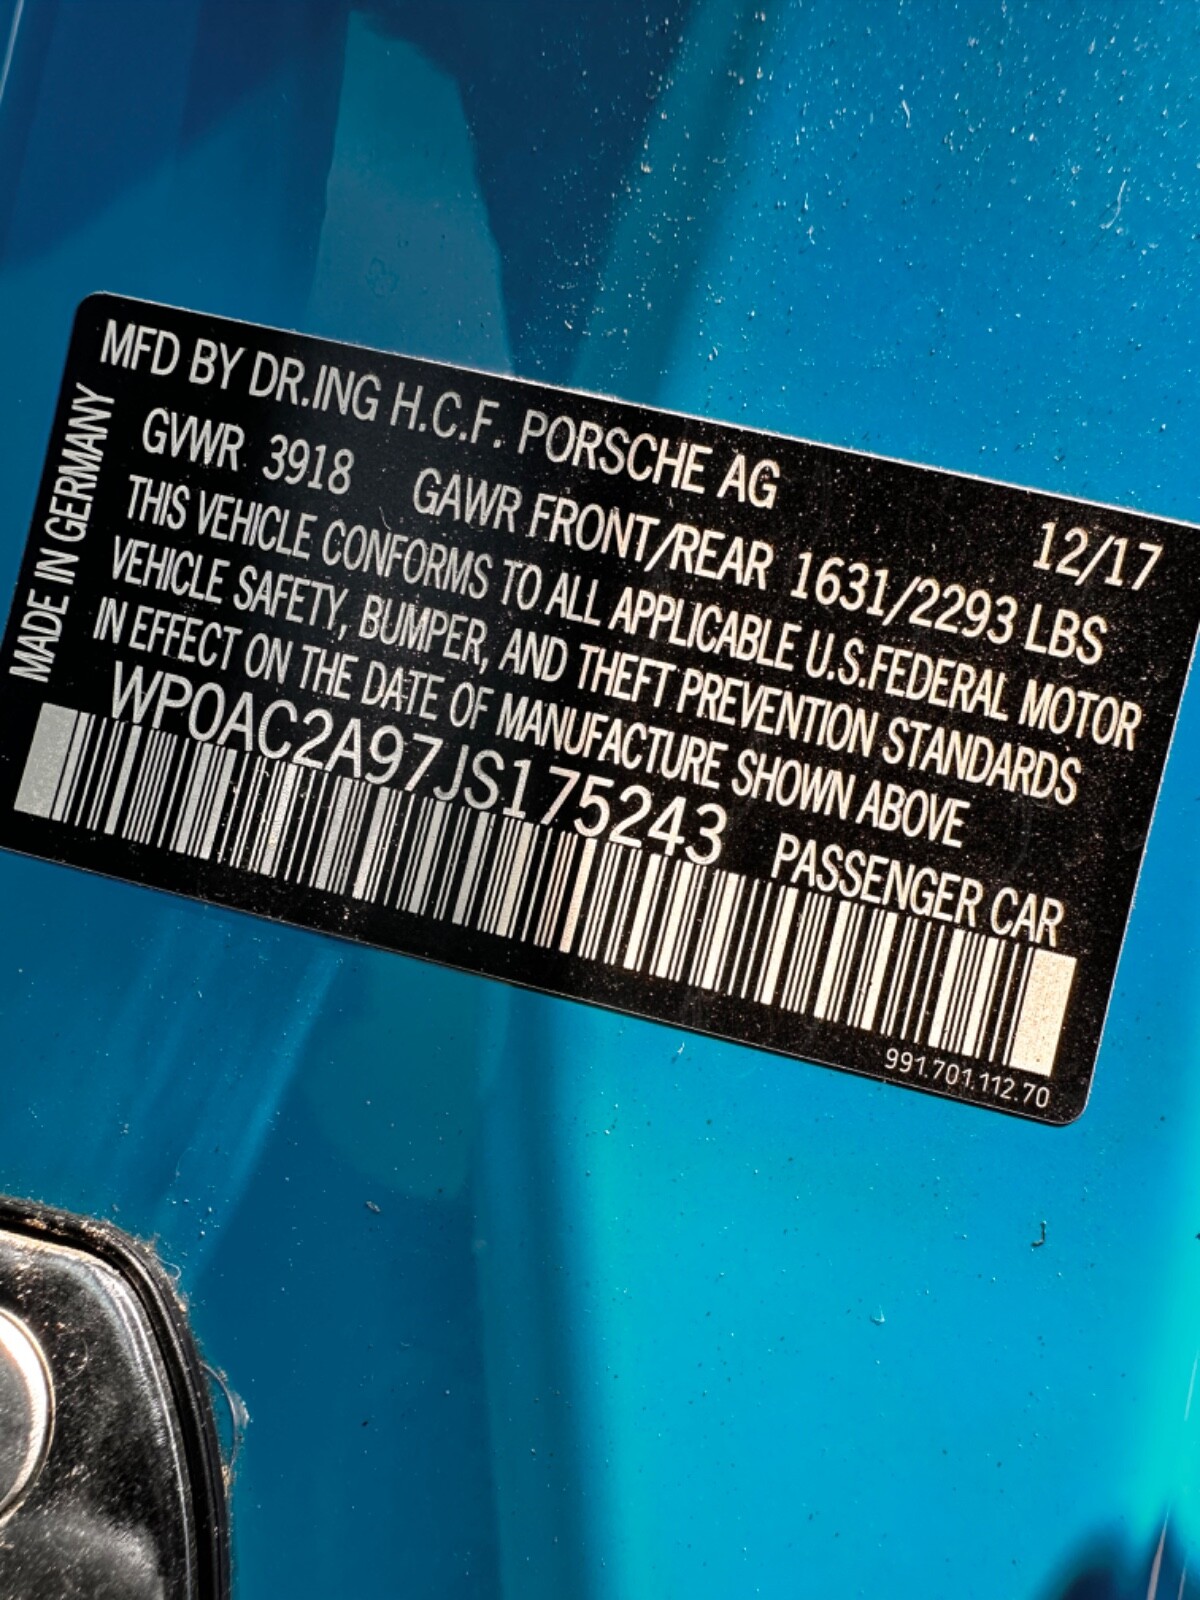 MFD BY DR.ING H.C.F. PORSCHE AG
12/17
GVWR 3918 GAWR FRONT/REAR 1631/2293 LBS
THIS VEHICLE CONFORMS TO ALL APPLICABLE U.S.FEDERAL MOTOR
VEHICLE SAFETY, BUMPER, AND THEFT PREVENTION STANDARDS
IN EFFECT ON THE DATE OF MANUFACTURE SHOWN ABOVE
WP0AC2A97JS175243 PASSENGER CAR
991.701.112.70
MADE IN GERMANY